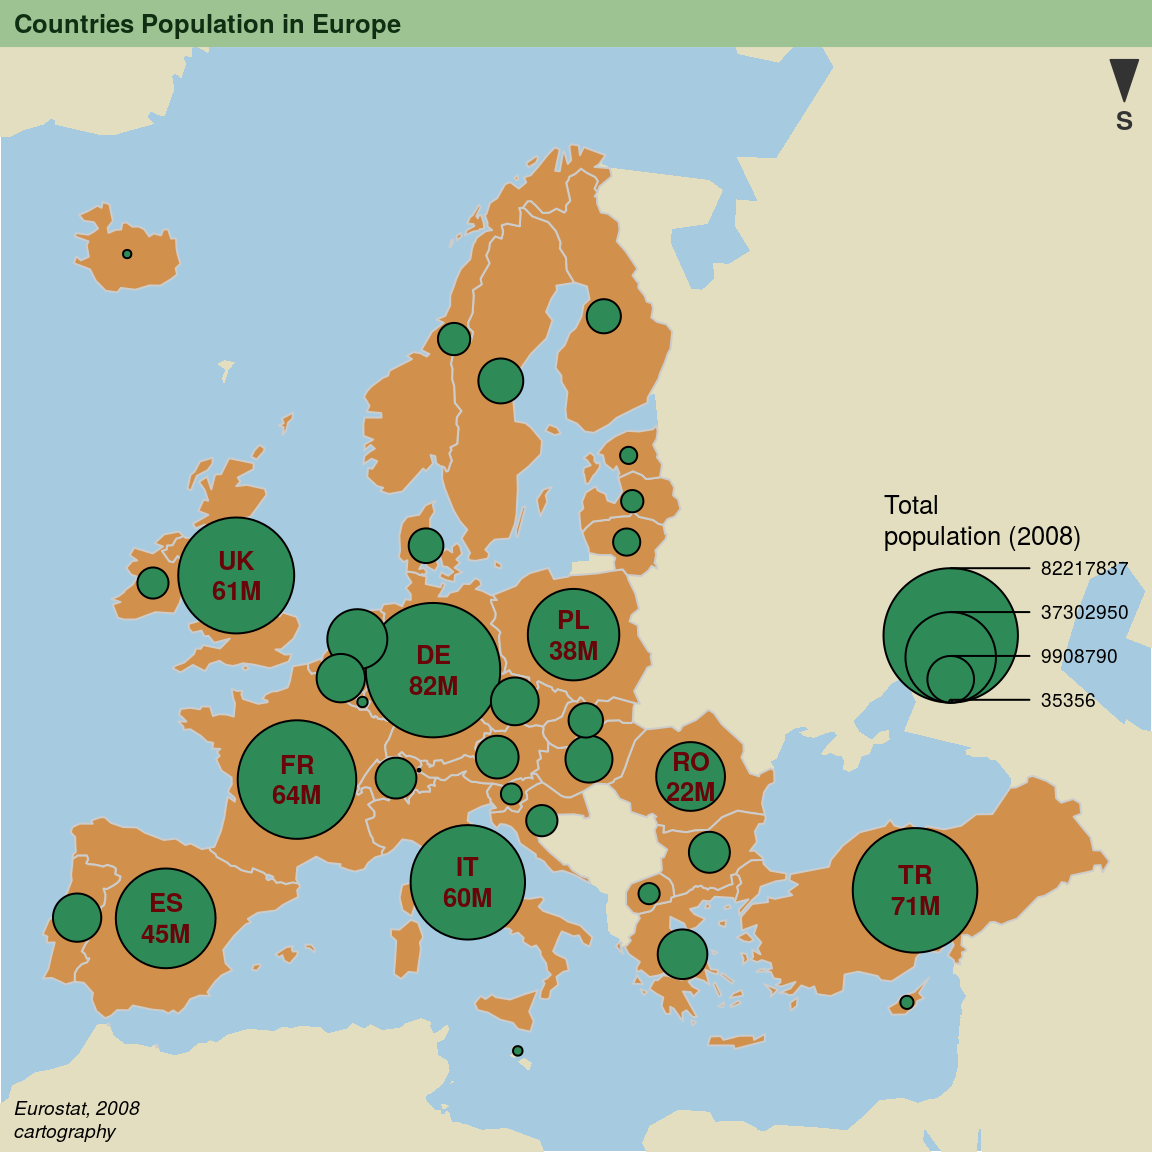 Countries Population in Europe
S
Total
population (2008)
82217837
37302950
9908790
35356
UK
61M
PL
38M
DE
82M
FR
64M
RO
22M
IT
60M
TR
71M
ES
45M
Eurostat, 2008
cartography